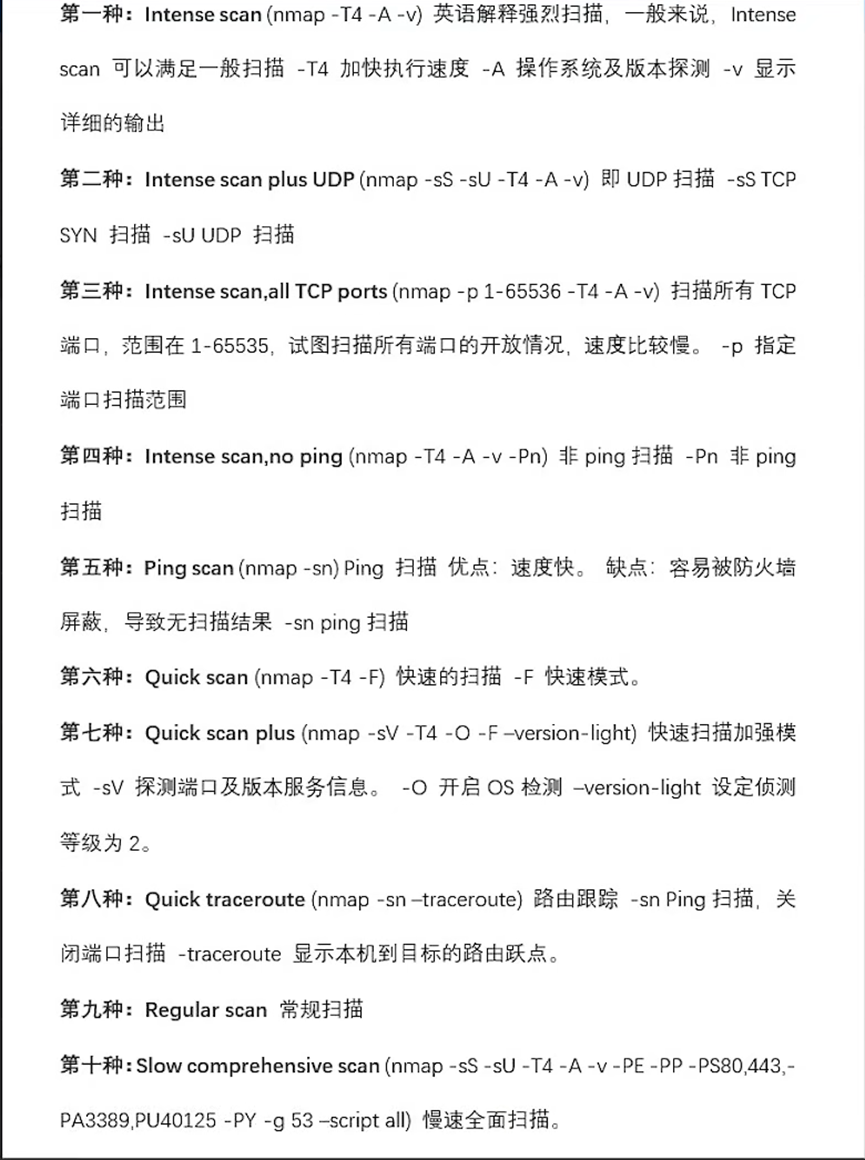 第一种：Intense scan (nmap -T4 -A -v) 英语解释强烈扫描，一般来说，Intense
scan 可以满足一般扫描 -T4 加快执行速度 -A 操作系统及版本探测 -v 显示
详细的输出
第二种：Intense scan plus UDP (nmap -sS -sU -T4 -A -v) 即 UDP 扫描 -sS TCP
SYN 扫描 -sU UDP 扫描
第三种：Intense scan,all TCP ports (nmap -p 1-65536 -T4 -A -v) 扫描所有 TCP
端口，范围在 1-65535，试图扫描所有端口的开放情况，速度比较慢。 -p 指定
端口扫描范围
第四种：Intense scan,no ping (nmap -T4 -A -v -Pn) 非 ping 扫描 -Pn 非 ping
扫描
第五种：Ping scan (nmap -sn) Ping 扫描 优点：速度快。 缺点：容易被防火墙
屏蔽，导致无扫描结果 -sn ping 扫描
第六种：Quick scan (nmap -T4 -F) 快速的扫描 -F 快速模式。
第七种：Quick scan plus (nmap -sV -T4 -O -F –version-light) 快速扫描加强模
式 -sV 探测端口及版本服务信息。 -O 开启 OS 检测 –version-light 设定侦测
等级为 2。
第八种：Quick traceroute (nmap -sn –traceroute) 路由跟踪 -sn Ping 扫描，关
闭端口扫描 -traceroute 显示本机到目标的路由跃点。
第九种：Regular scan 常规扫描
第十种：Slow comprehensive scan (nmap -sS -sU -T4 -A -v -PE -PP -PS80,443,-
PA3389,PU40125 -PY -g 53 –script all) 慢速全面扫描。